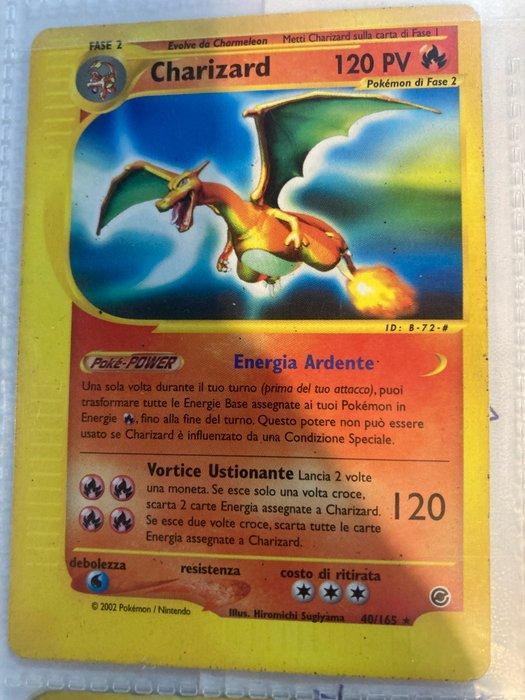 FASE 2
Evolve da Charmeleon
Metti Charizard sulla carta di Fase 1
Charizard
120 PV
Pokémon di Fase 2
ID: B-72-#
Poké-POWER
Energia Ardente
Una sola volta durante il tuo turno (prima del tuo attacco), puoi
trasformare tutte le Energie Base assegnate ai tuoi Pokémon in
Energie , fino alla fine del turno. Questo potere non può essere
usato se Charizard è influenzato da una Condizione Speciale.
Vortice Ustionante Lancia 2 volte
una moneta. Se esce solo una volta croce,
scarta 2 carte Energia assegnate a Charizard.
Se esce due volte croce, scarta tutte le carte
Energia assegnate a Charizard.
120
debolezza
resistenza
costo di ritirata
© 2002 Pokémon / Nintendo
Illus. Hiromichi Sugiyama
40/165 ★